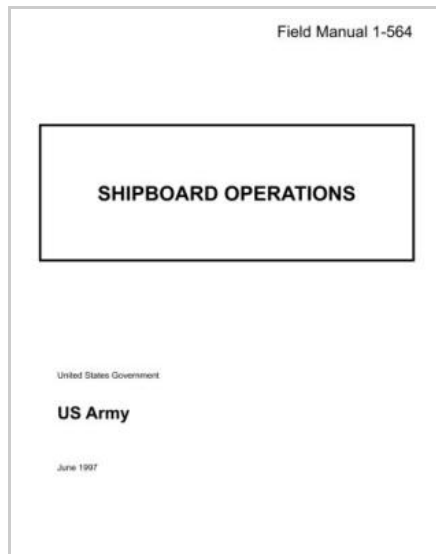 Field Manual 1-564
SHIPBOARD OPERATIONS
United States Government
US Army
June 1997